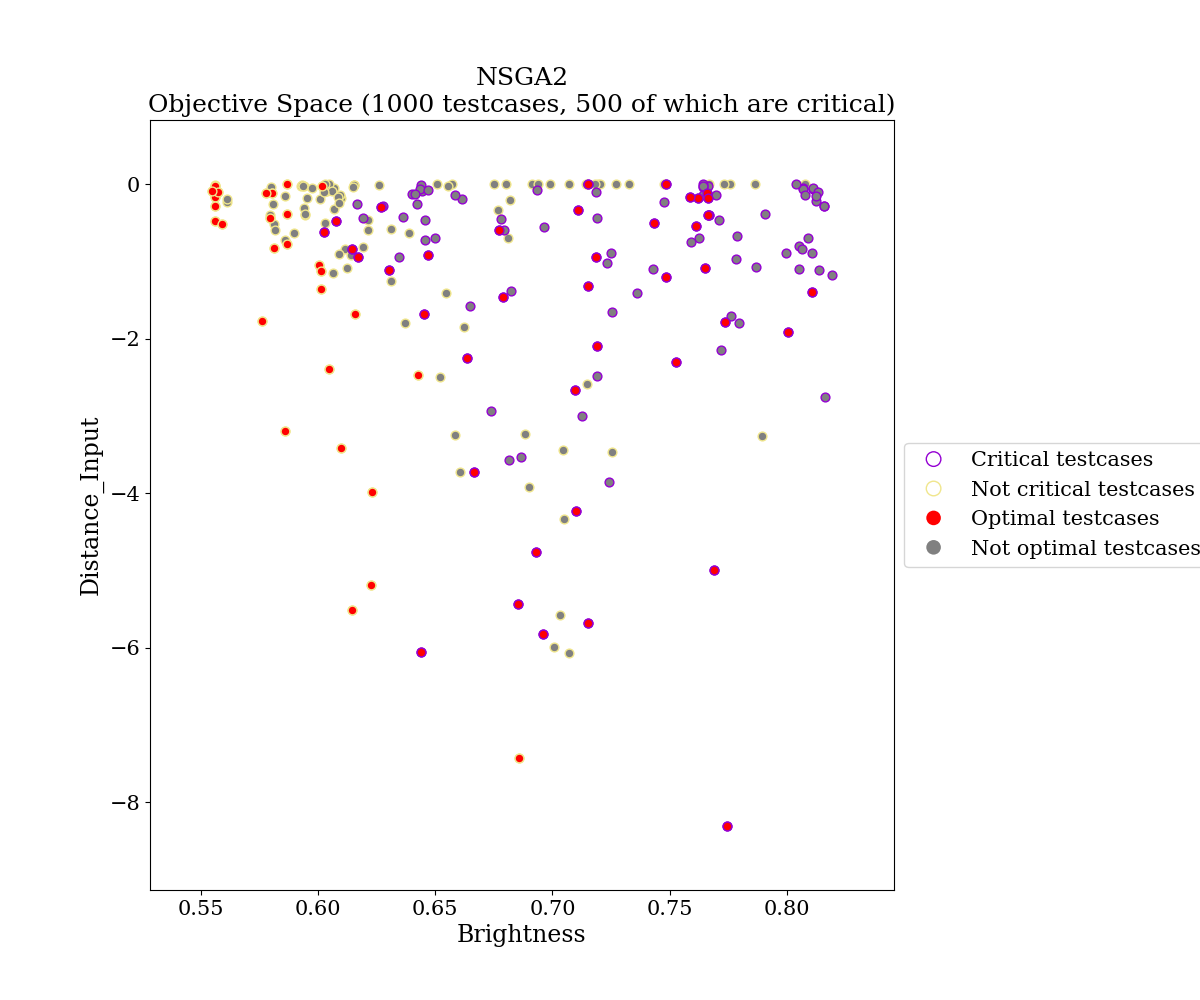 NSGA2
Objective Space (1000 testcases, 500 of which are critical)
0
−2
−4
−6
−8
Distance_Input
0.55 0.60 0.65 0.70 0.75 0.80
Brightness
Critical testcases
Not critical testcases
Optimal testcases
Not optimal testcases